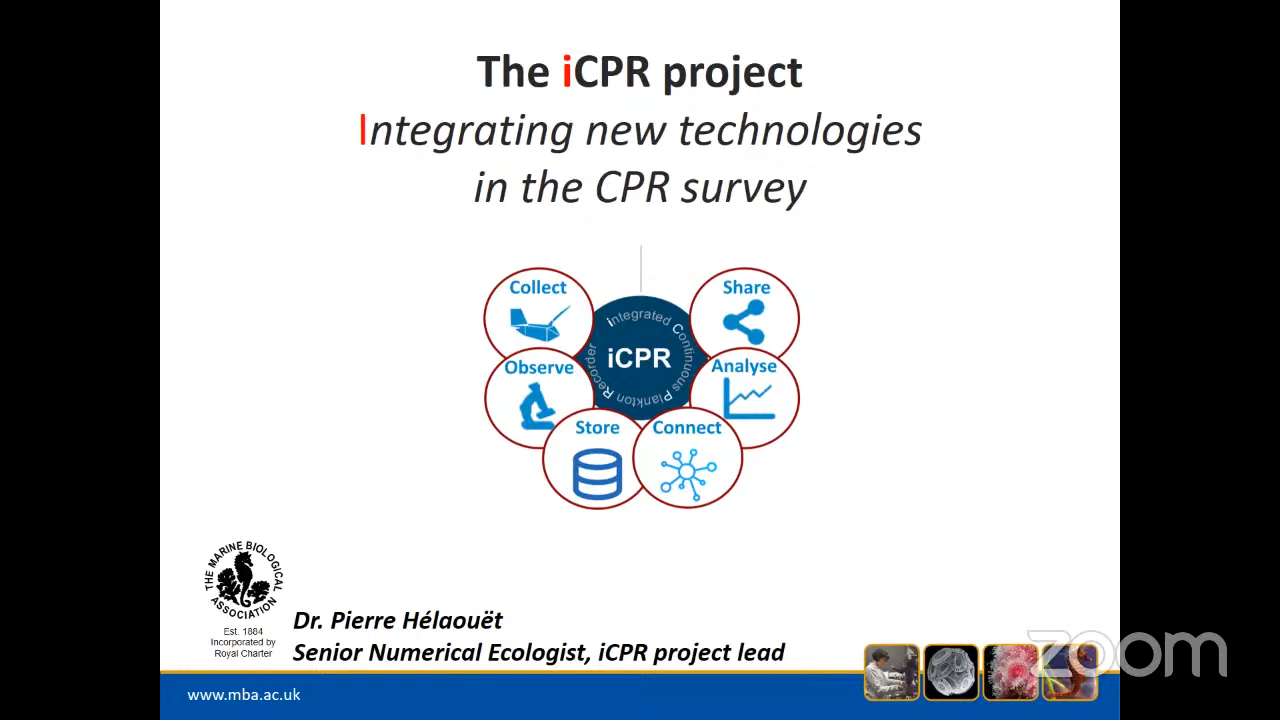 The iCPR project
Integrating new technologies
in the CPR survey
Collect
Share
Integrated Continuous Plankton Recorder
iCPR
Observe
Analyse
Store
Connect
THE MARINE BIOLOGICAL
ASSOCIATION
Est. 1884
Incorporated by
Royal Charter
Dr. Pierre Hélaouët
Senior Numerical Ecologist, iCPR project lead
www.mba.ac.uk
zoom